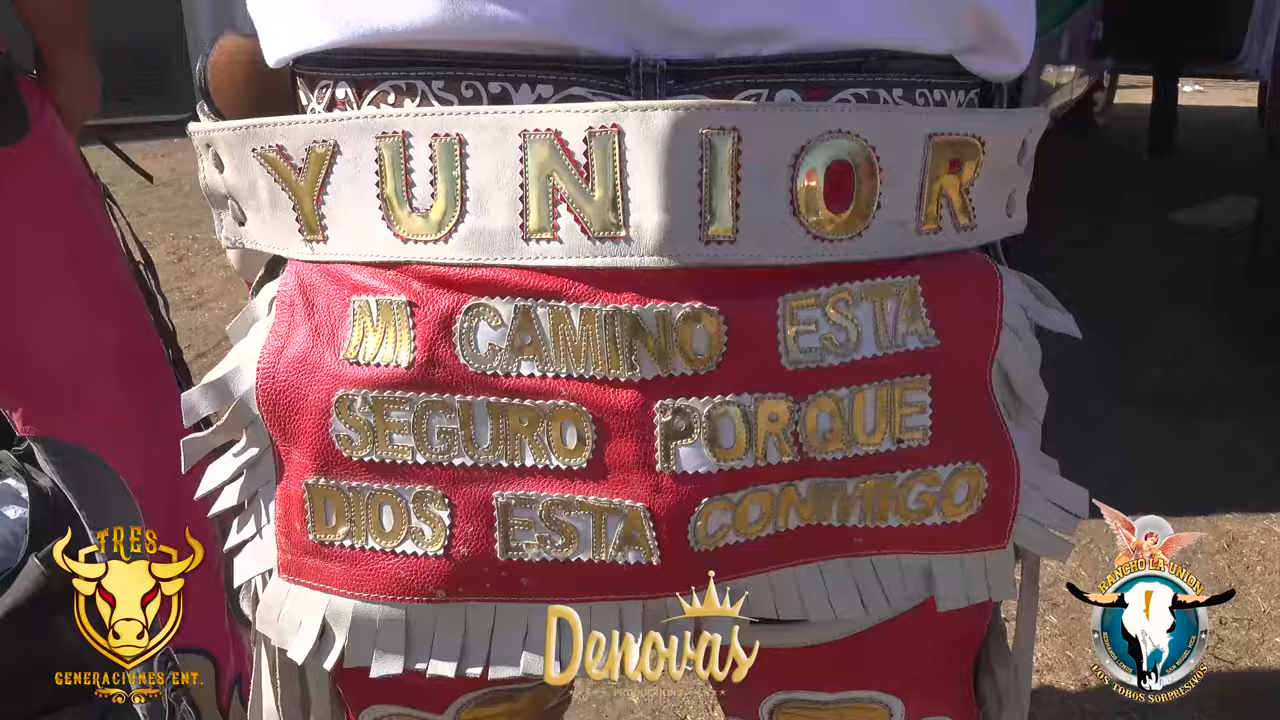 YUNIOR
MI CAMINO ESTA
SEGURO PORQUE
DIOS ESTA CONMIGO
TRES
GENERACIONES ENT.
Denovas
PRODUCTIONS
RANCHO LA UNION
LOS TOROS SORPRESIVOS